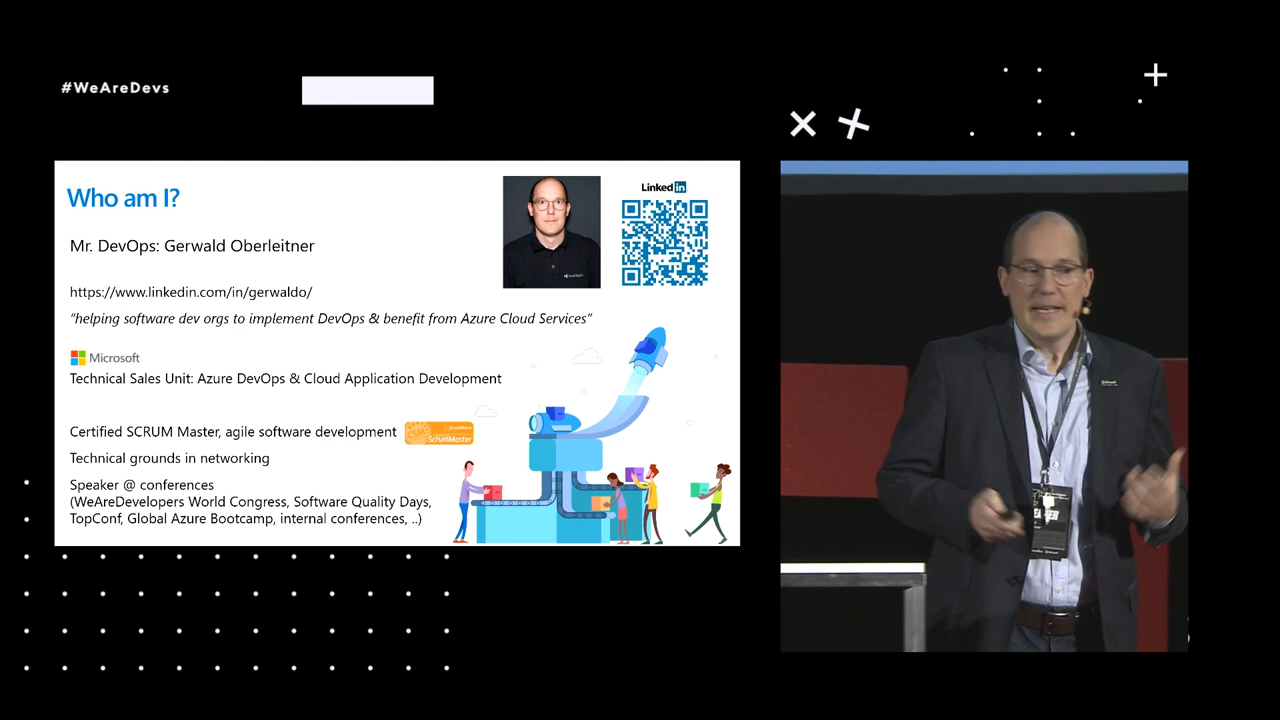 #WeAreDevs
Who am I?
Linked in
Mr. DevOps: Gerwald Oberleitner
https://www.linkedin.com/in/gerwaldo/
"helping software dev orgs to implement DevOps & benefit from Azure Cloud Services"
Microsoft
Technical Sales Unit: Azure DevOps & Cloud Application Development
Certified SCRUM Master, agile software development
ScrumMaster
Technical grounds in networking
Speaker @ conferences
(WeAreDevelopers World Congress, Software Quality Days,
TopConf, Global Azure Bootcamp, internal conferences, ..)